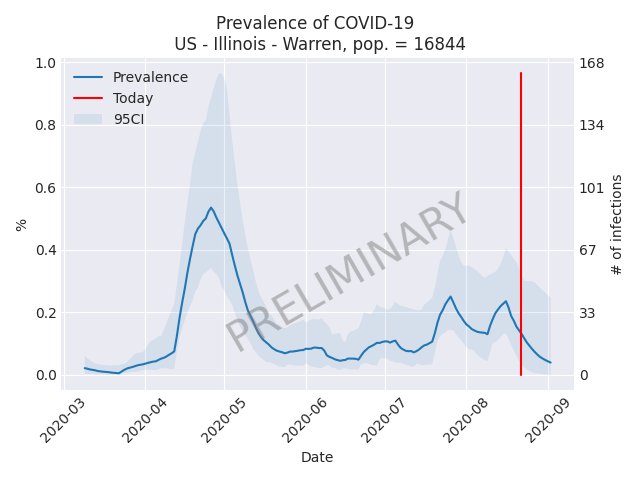 Prevalence of COVID-19
US - Illinois - Warren, pop. = 16844
Prevalence
Today
95CI
PRELIMINARY
1.0
0.8
0.6
0.4
0.2
0.0
%
168
134
101
67
33
0
# of infections
2020-03
2020-04
2020-05
2020-06
2020-07
2020-08
2020-09
Date